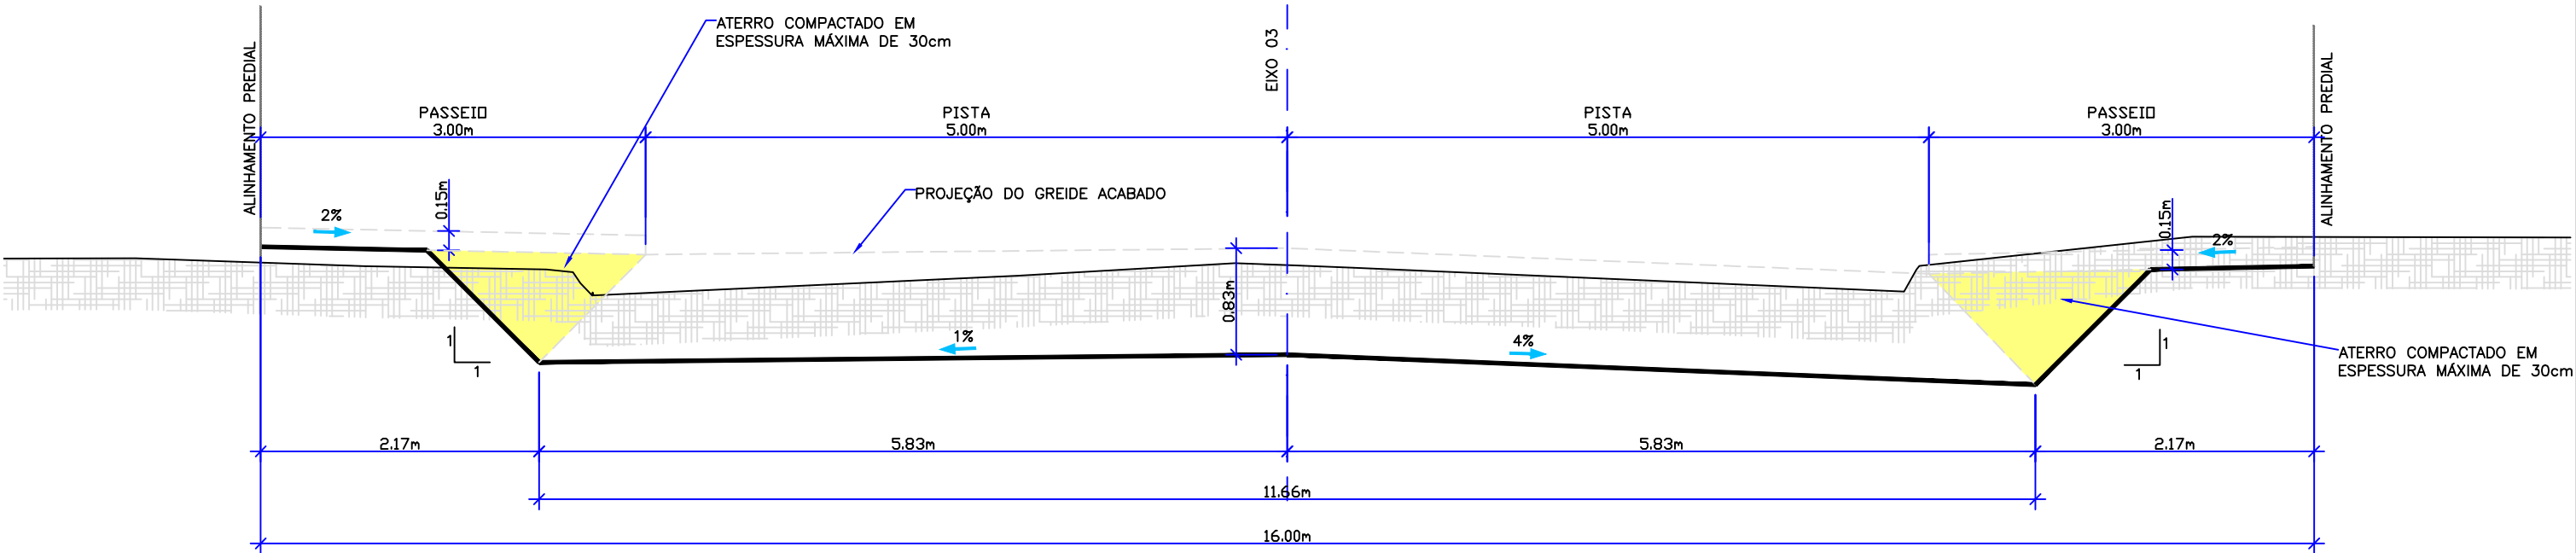 ATERRO COMPACTADO EM
ESPESSURA MÁXIMA DE 30cm
ALINHAMENTO PREDIAL
EIXO 03
ALINHAMENTO PREDIAL
PASSEIO
3.00m
PISTA
5.00m
PISTA
5.00m
PASSEIO
3.00m
PROJEÇÃO DO GREIDE ACABADO
2%
0.15m
0.15m
2%
0.83m
1
1
1%
4%
1
1
ATERRO COMPACTADO EM
ESPESSURA MÁXIMA DE 30cm
2.17m
5.83m
5.83m
2.17m
11.66m
16.00m